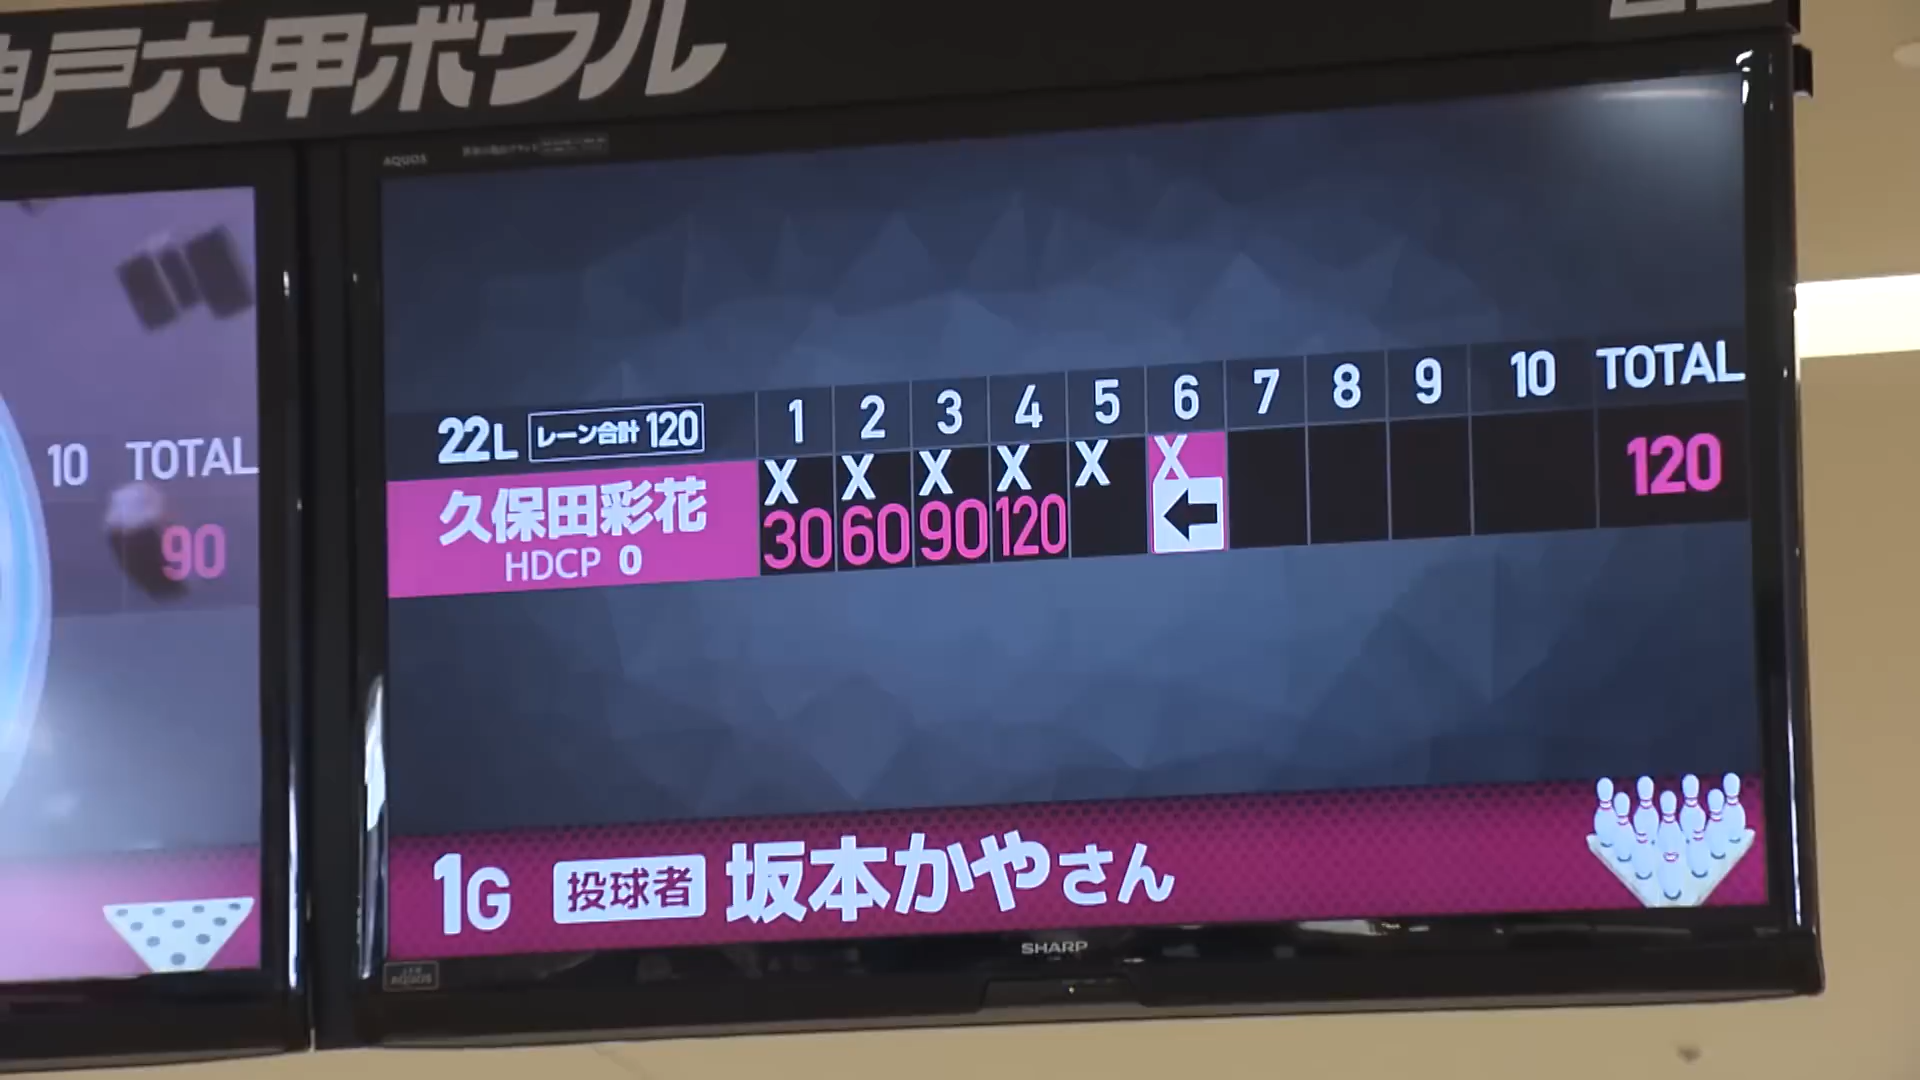 神戸六甲ボウル
AQUOS
10 TOTAL
90
22L レーン合計 120 1 2 3 4 5 6 7 8 9 10 TOTAL
X X X X X X
久保田彩花 30 60 90 120 120
HDCP 0
1G 投球者 坂本かやさん
SHARP
AQUOS